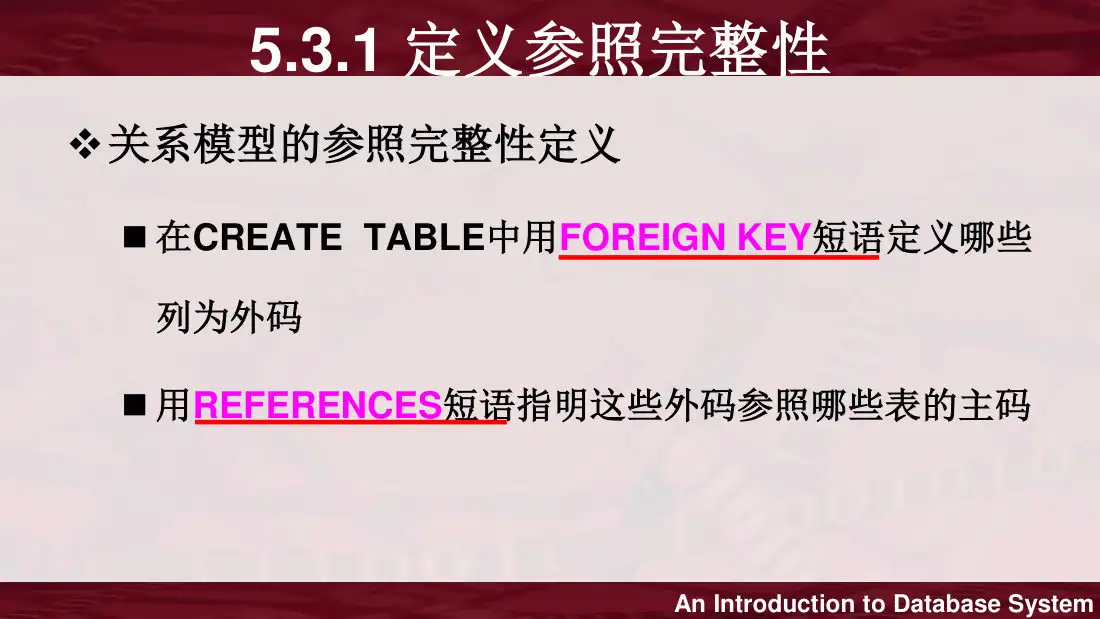 5.3.1 定义参照完整性
❖关系模型的参照完整性定义
■ 在CREATE TABLE中用FOREIGN KEY短语定义哪些
列为外码
■ 用REFERENCES短语指明这些外码参照哪些表的主码
An Introduction to Database System